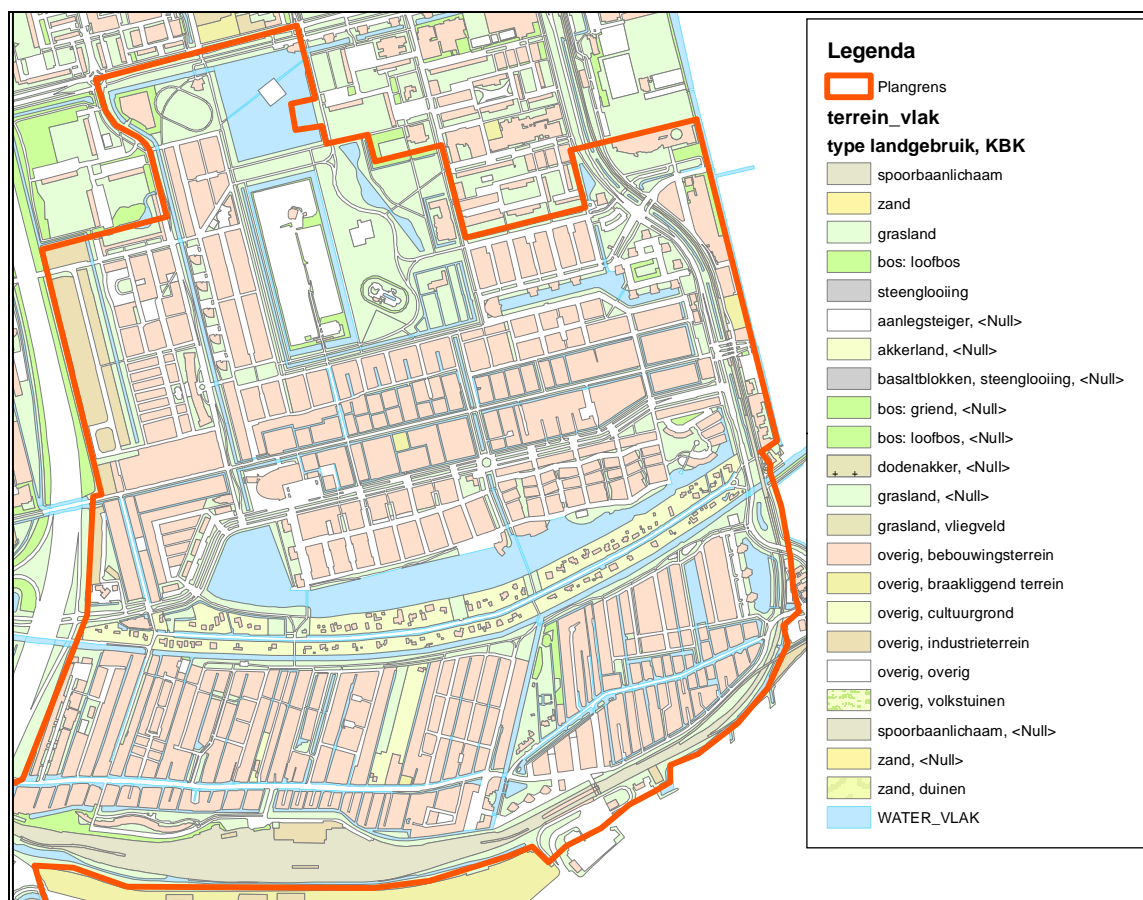 Legenda
Plangrens
terrein_vlak
type landgebruik, KBK
spoorbaanlichaam
zand
grasland
bos: loofbos
steenglooiing
aanlegsteiger, <Null>
akkerland, <Null>
basaltblokken, steenglooiing, <Null>
bos: griend, <Null>
bos: loofbos, <Null>
dodenakker, <Null>
grasland, <Null>
grasland, vliegveld
overig, bebouwingsterrein
overig, braakliggend terrein
overig, cultuurgrond
overig, industrieterrein
overig, overig
overig, volkstuinen
spoorbaanlichaam, <Null>
zand, <Null>
zand, duinen
WATER_VLAK